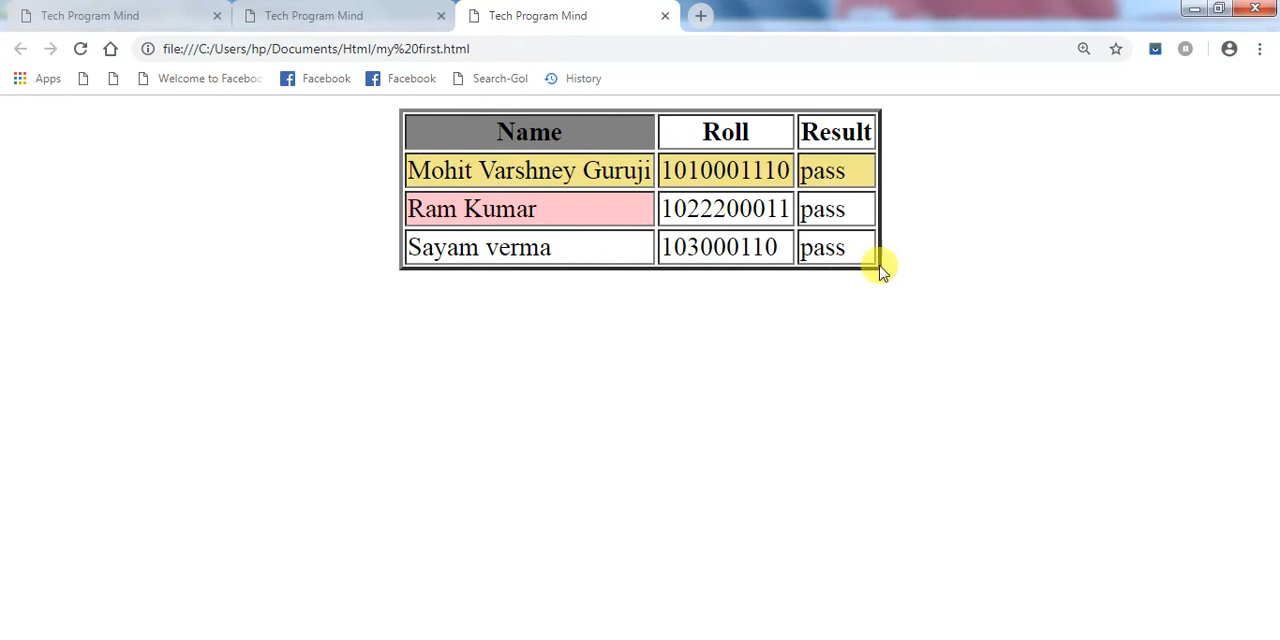 Tech Program Mind Tech Program Mind Tech Program Mind
file:///C:/Users/hp/Documents/Html/my%20first.html
Apps Welcome to Faceboo Facebook Facebook Search-Gol History
Name Roll Result
Mohit Varshney Guruji 1010001110 pass
Ram Kumar 1022200011 pass
Sayam verma 103000110 pass